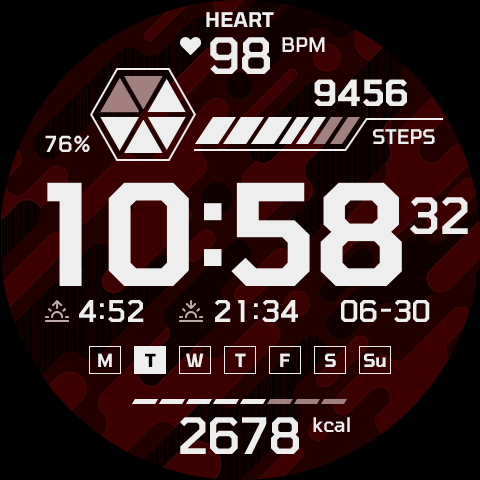 HEART
98 BPM
9456
76%
STEPS
10:58 32
4:52 21:34 06-30
M T W T F S Su
2678 kcal